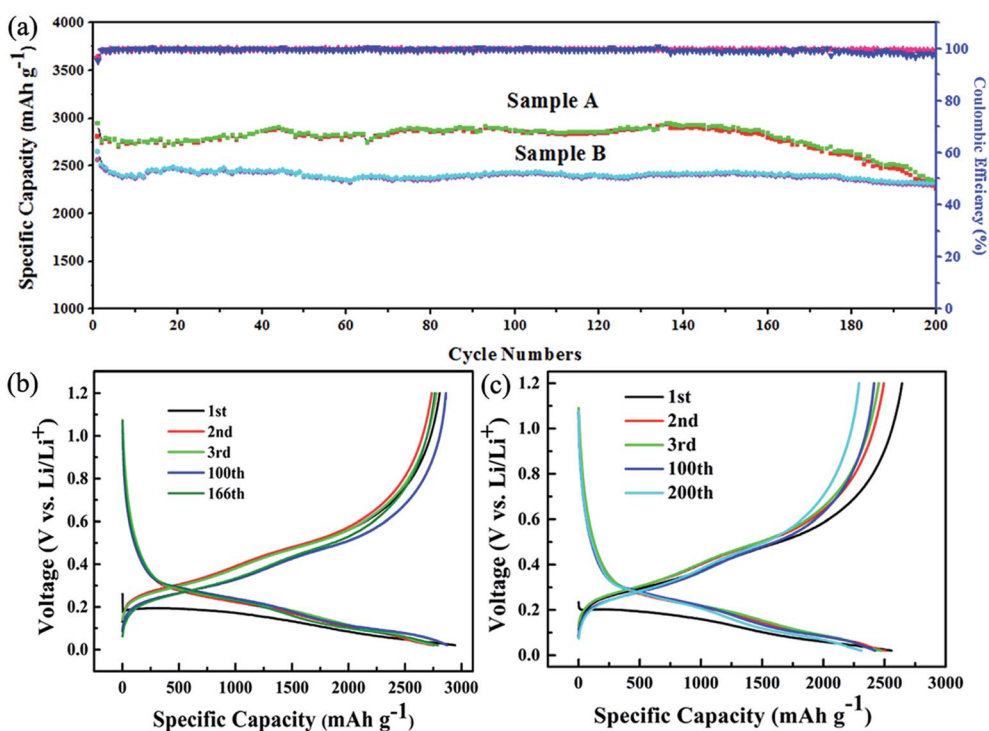 (a)
4000
3500
3000
2500
2000
1500
1000
Specific Capacity (mAh g-1)
Sample A
Sample B
100
80
60
40
20
0
Coulombic Efficiency (%)
0 20 40 60 80 100 120 140 160 180 200
Cycle Numbers
(b)
1.2
1.0
0.8
0.6
0.4
0.2
0.0
Voltage (V vs. Li/Li+)
1st
2nd
3rd
100th
166th
0 500 1000 1500 2000 2500 3000
Specific Capacity (mAh g-1)
(c)
1.2
1.0
0.8
0.6
0.4
0.2
0.0
Voltage (V vs. Li/Li+)
1st
2nd
3rd
100th
200th
0 500 1000 1500 2000 2500 3000
Specific Capacity (mAh g-1)